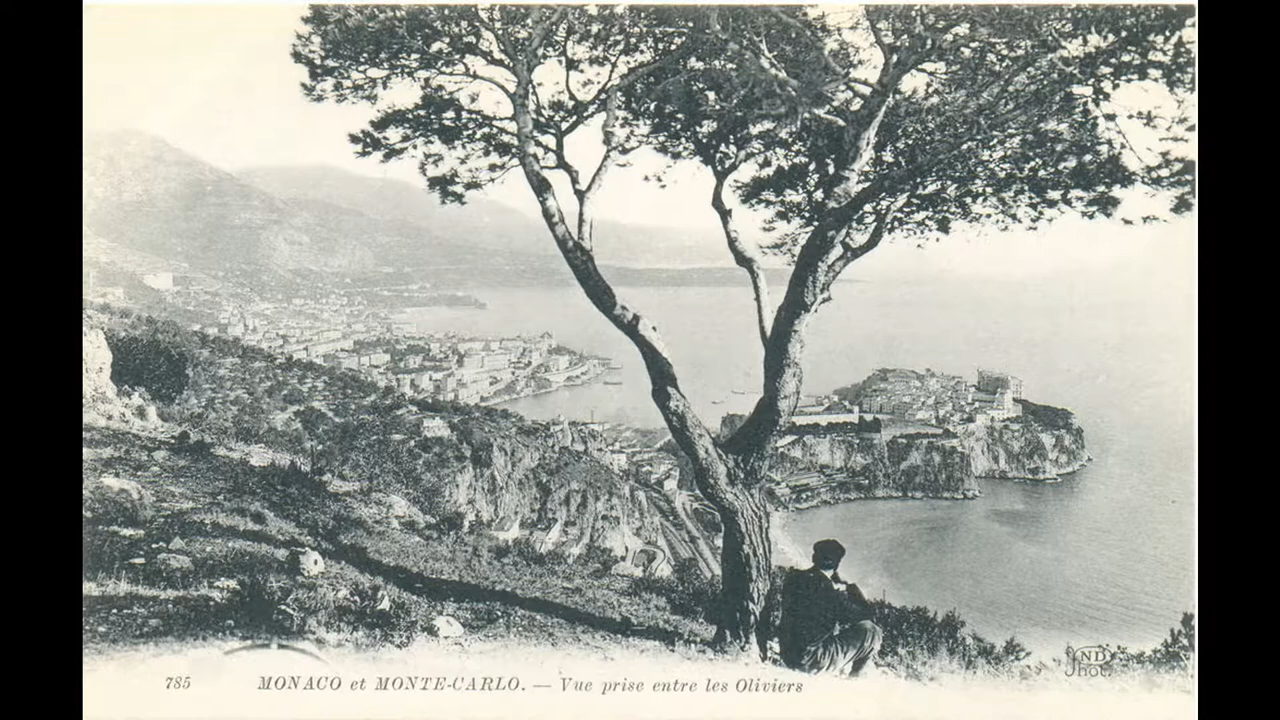 785 MONACO et MONTE-CARLO. — Vue prise entre les Oliviers
ND
Phot.